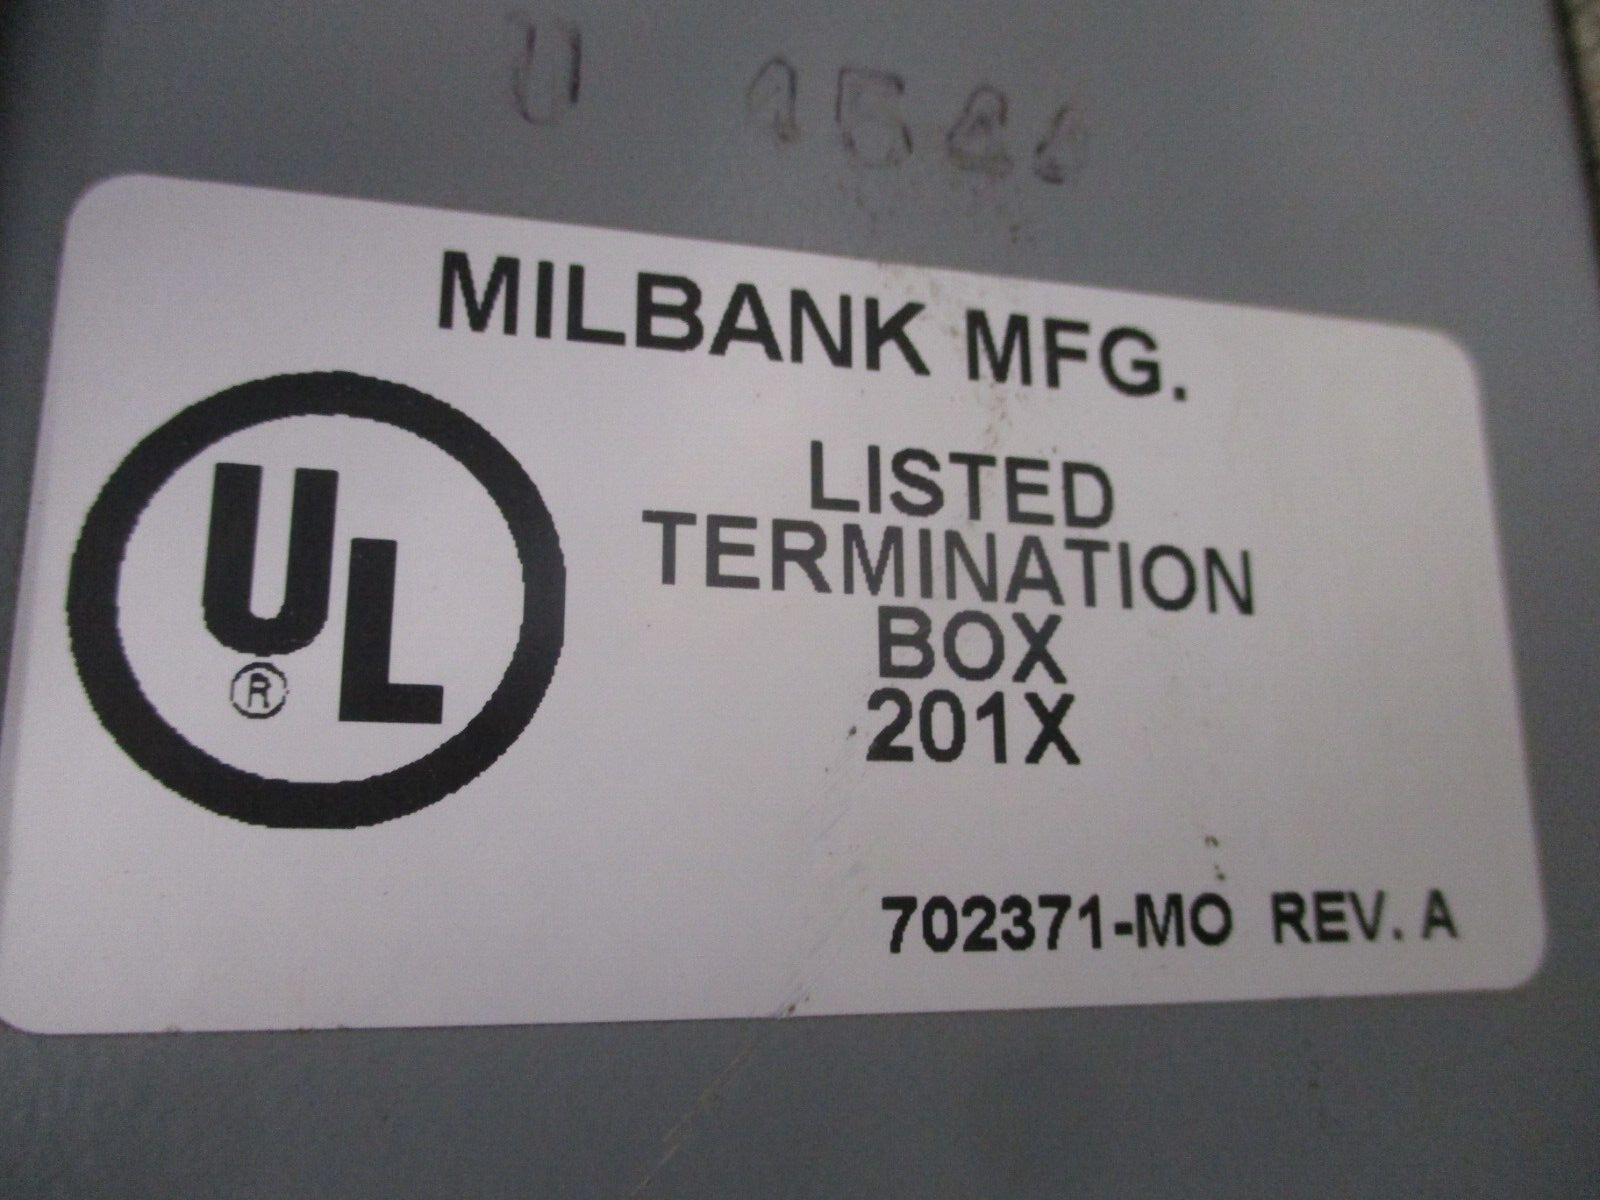 MILBANK MFG.
UL
®
LISTED
TERMINATION
BOX
201X
702371-MO REV. A